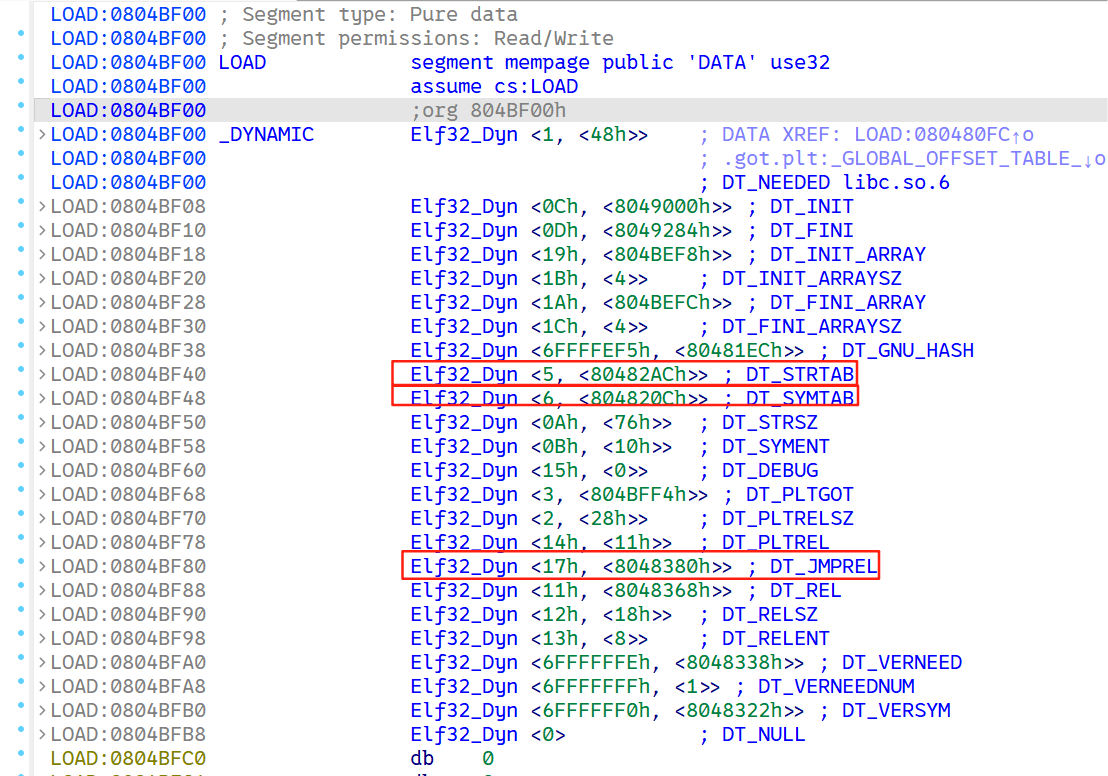 LOAD:0804BF00 ; Segment type: Pure data
LOAD:0804BF00 ; Segment permissions: Read/Write
LOAD:0804BF00 LOAD segment mempage public 'DATA' use32
LOAD:0804BF00 assume cs:LOAD
LOAD:0804BF00 ;org 804BF00h
LOAD:0804BF00 _DYNAMIC Elf32_Dyn <1, <48h>> ; DATA XREF: LOAD:080480FC↑o
LOAD:0804BF00 ; .got.plt:_GLOBAL_OFFSET_TABLE_↓o
LOAD:0804BF00 ; DT_NEEDED libc.so.6
LOAD:0804BF08 Elf32_Dyn <0Ch, <8049000h>> ; DT_INIT
LOAD:0804BF10 Elf32_Dyn <0Dh, <8049284h>> ; DT_FINI
LOAD:0804BF18 Elf32_Dyn <19h, <804BEF8h>> ; DT_INIT_ARRAY
LOAD:0804BF20 Elf32_Dyn <1Bh, <4>> ; DT_INIT_ARRAYSZ
LOAD:0804BF28 Elf32_Dyn <1Ah, <804BEFCh>> ; DT_FINI_ARRAY
LOAD:0804BF30 Elf32_Dyn <1Ch, <4>> ; DT_FINI_ARRAYSZ
LOAD:0804BF38 Elf32_Dyn <6FFFFEF5h, <80481ECh>> ; DT_GNU_HASH
LOAD:0804BF40 Elf32_Dyn <5, <80482ACh>> ; DT_STRTAB
LOAD:0804BF48 Elf32_Dyn <6, <804820Ch>> ; DT_SYMTAB
LOAD:0804BF50 Elf32_Dyn <0Ah, <76h>> ; DT_STRSZ
LOAD:0804BF58 Elf32_Dyn <0Bh, <10h>> ; DT_SYMENT
LOAD:0804BF60 Elf32_Dyn <15h, <0>> ; DT_DEBUG
LOAD:0804BF68 Elf32_Dyn <3, <804BFF4h>> ; DT_PLTGOT
LOAD:0804BF70 Elf32_Dyn <2, <28h>> ; DT_PLTRELSZ
LOAD:0804BF78 Elf32_Dyn <14h, <11h>> ; DT_PLTREL
LOAD:0804BF80 Elf32_Dyn <17h, <8048380h>> ; DT_JMPREL
LOAD:0804BF88 Elf32_Dyn <11h, <8048368h>> ; DT_REL
LOAD:0804BF90 Elf32_Dyn <12h, <18h>> ; DT_RELSZ
LOAD:0804BF98 Elf32_Dyn <13h, <8>> ; DT_RELENT
LOAD:0804BFA0 Elf32_Dyn <6FFFFFFEh, <8048338h>> ; DT_VERNEED
LOAD:0804BFA8 Elf32_Dyn <6FFFFFFFh, <1>> ; DT_VERNEEDNUM
LOAD:0804BFB0 Elf32_Dyn <6FFFFFF0h, <8048322h>> ; DT_VERSYM
LOAD:0804BFB8 Elf32_Dyn <0> ; DT_NULL
LOAD:0804BFC0 db 0